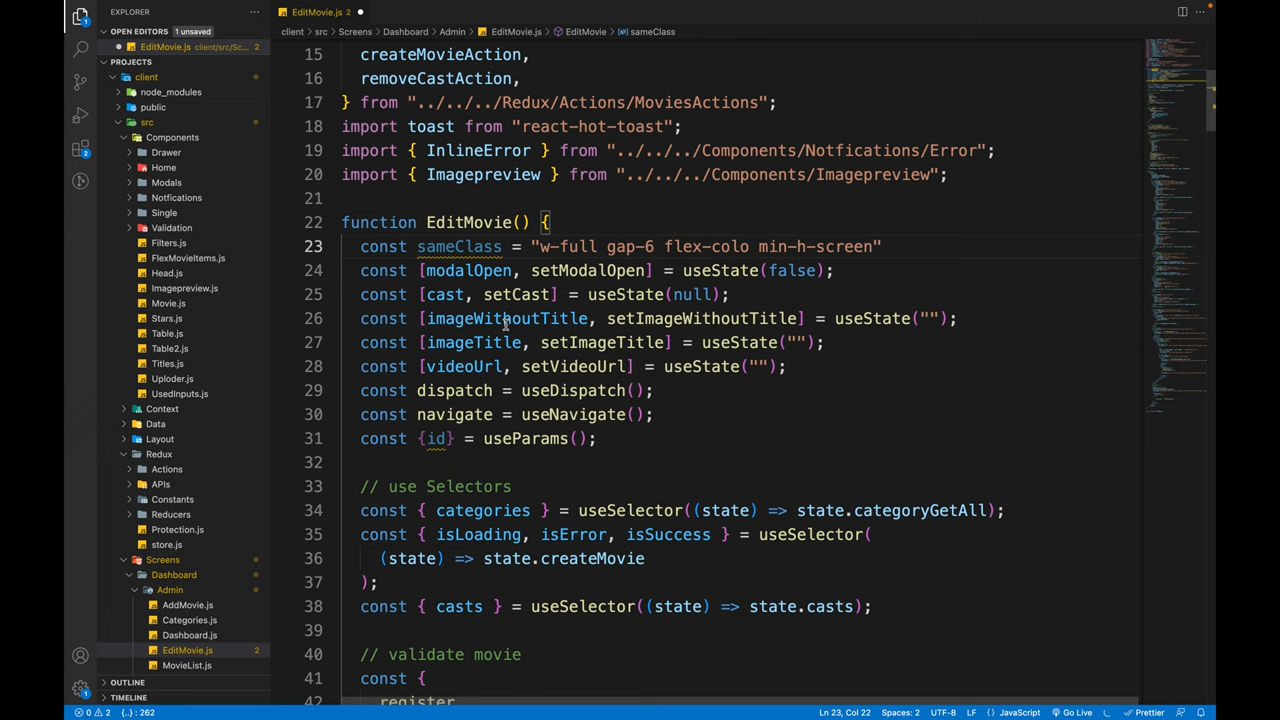 EXPLORER
OPEN EDITORS 1 unsaved
EditMovie.js client/src/Sc... 2
PROJECTS
client
node_modules
public
src
Components
Drawer
Home
Modals
Notfications
Single
Validation
Filters.js
FlexMovieItems.js
Head.js
Imagepreview.js
Movie.js
Stars.js
Table.js
Table2.js
Titles.js
Uploder.js
UsedInputs.js
Context
Data
Layout
Redux
Actions
APIs
Constants
Reducers
Protection.js
store.js
Screens
Dashboard
Admin
AddMovie.js
Categories.js
Dashboard.js
EditMovie.js 2
MovieList.js
OUTLINE
TIMELINE
EditMovie.js 2
client > src > Screens > Dashboard > Admin > EditMovie.js > EditMovie > sameClass
15 createMovieAction,
16 removeCastAction,
17 } from "../../../Redux/Actions/MoviesActions";
18 import toast from "react-hot-toast";
19 import { InlineError } from "../../../Components/Notfications/Error";
20 import { Imagepreview } from "../../../Components/Imagepreview";
21
22 function EditMovie() {
23 const sameClass = "w-full gap-6 flex-colo min-h-screen"
24 const [modalOpen, setModalOpen] = useState(false);
25 const [cast, setCast] = useState(null);
26 const [imageWithoutTitle, setImageWithoutTitle] = useState("");
27 const [imageTitle, setImageTitle] = useState("");
28 const [videoUrl, setVideoUrl] = useState("");
29 const dispatch = useDispatch();
30 const navigate = useNavigate();
31 const {id} = useParams();
32
33 // use Selectors
34 const { categories } = useSelector((state) => state.categoryGetAll);
35 const { isLoading, isError, isSuccess } = useSelector(
36 (state) => state.createMovie
37 );
38 const { casts } = useSelector((state) => state.casts);
39
40 // validate movie
41 const {
42 register
0 2 {..} : 262 Ln 23, Col 22 Spaces: 2 UTF-8 LF {} JavaScript Go Live Prettier